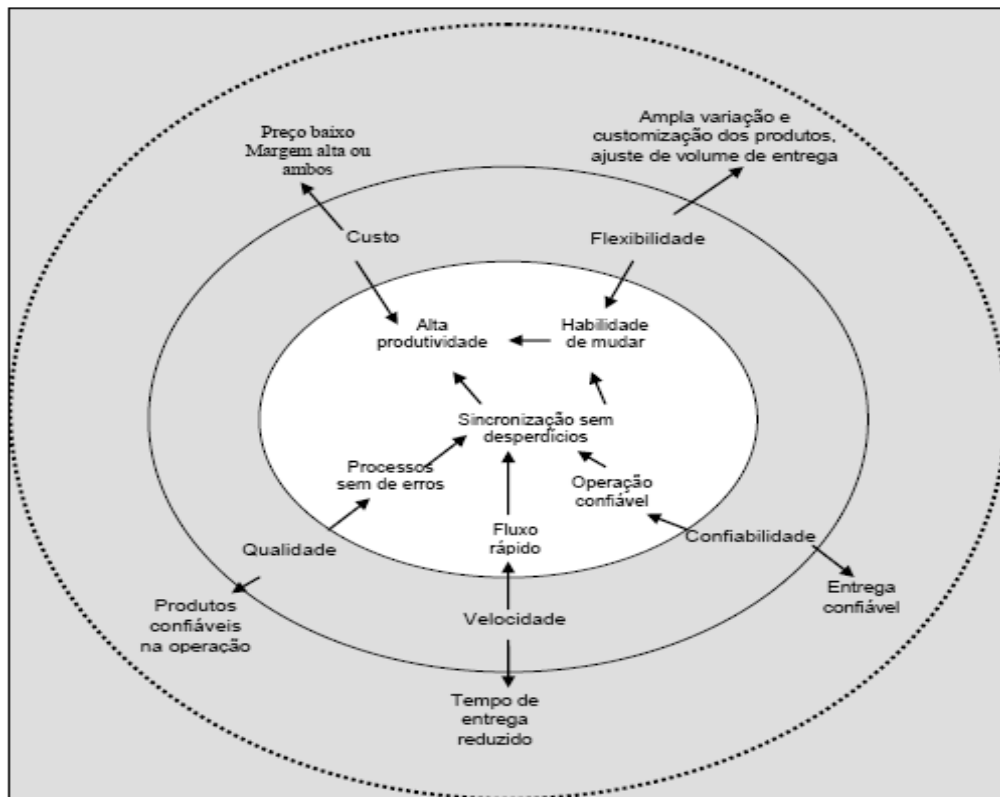 Preço baixo
Margem alta ou
ambos
Ampla variação e
customização dos produtos,
ajuste de volume de entrega
Custo
Flexibilidade
Alta
produtividade
Habilidade
de mudar
Sincronização sem
desperdícios
Processos
sem de erros
Operação
confiável
Fluxo
rápido
Qualidade
Confiabilidade
Produtos
confiáveis
na operação
Velocidade
Entrega
confiável
Tempo de
entrega
reduzido